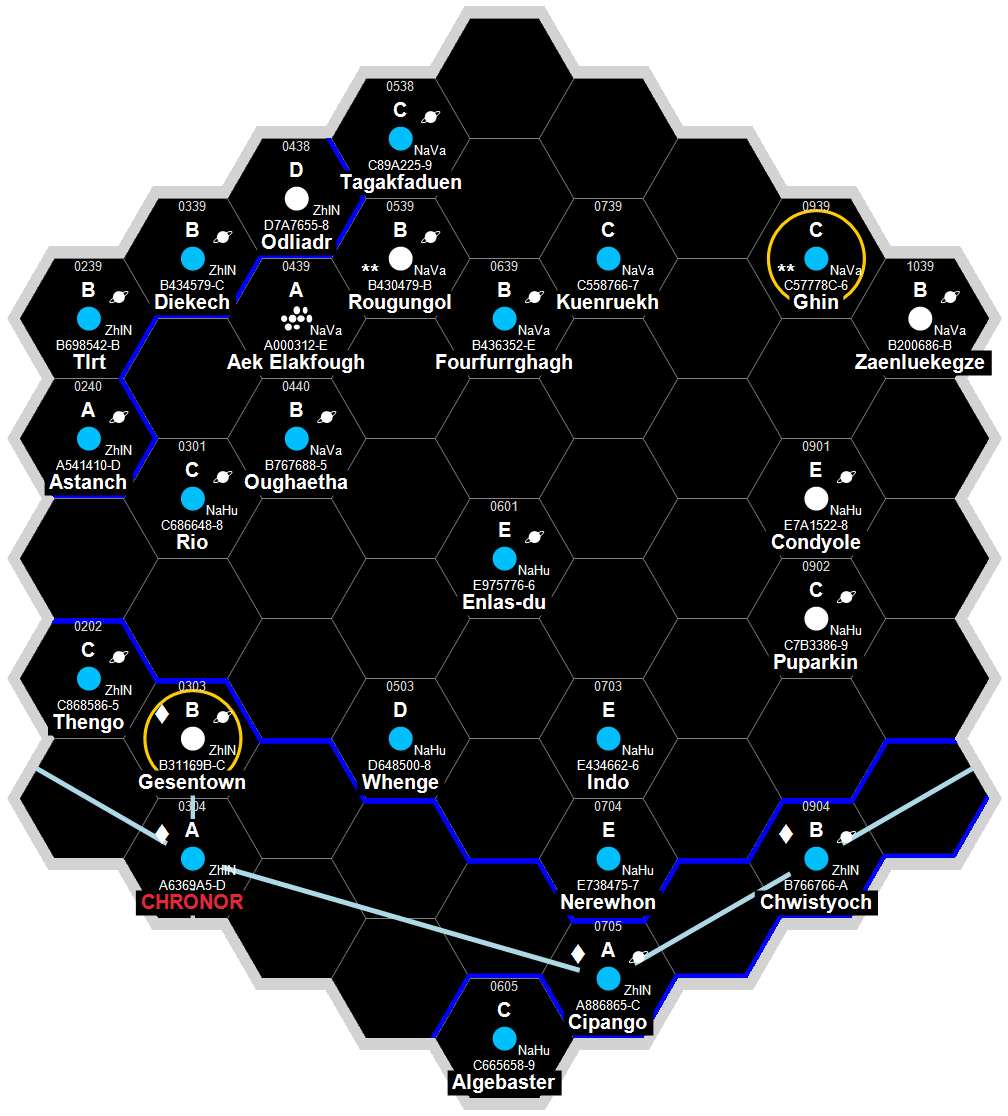 0538
C
NaVa
C89A225-9
Tagakfaduen
0438
D
ZhIN
D7A7655-8
Odliadr
0339
B
ZhIN
B434579-C
Diekech
0539
B
** NaVa
B430479-B
Rougungol
0739
C
NaVa
C558766-7
Kuenruekh
0939
C
** NaVa
C57778C-6
Ghin
0239
B
ZhIN
B698542-B
Tlrt
0439
A
NaVa
A000312-E
Aek Elakfough
0639
B
NaVa
B436352-E
Fourfurrghagh
1039
B
NaVa
B200686-B
Zaenluekegze
0240
A
ZhIN
A541410-D
Astanch
0440
B
NaVa
B767688-5
Oughaetha
0301
C
NaHu
C686648-8
Rio
0901
E
NaHu
E7A1522-8
Condyole
0601
E
NaHu
E975776-6
Enlas-du
0902
C
NaHu
C7B3386-9
Puparkin
0202
C
ZhIN
C868586-5
Thengo
0303
B
ZhIN
B31169B-C
Gesentown
0503
D
NaHu
D648500-8
Whenge
0703
E
NaHu
E434662-6
Indo
0304
A
ZhIN
A6369A5-D
CHRONOR
0704
E
NaHu
E738475-7
Nerewhon
0904
B
ZhIN
B766766-A
Chwistyoch
0705
A
ZhIN
A886865-C
Cipango
0605
C
NaHu
C665658-9
Algebaster